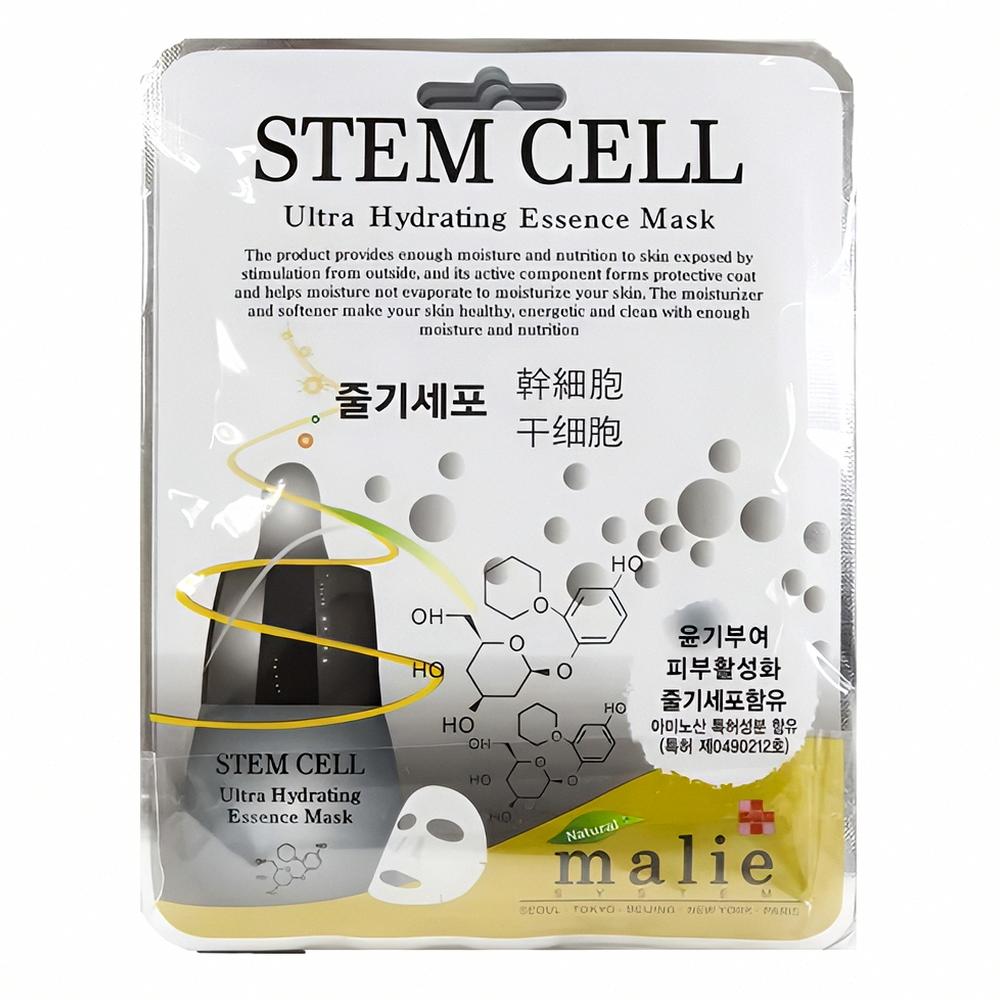 STEM CELL
Ultra Hydrating Essence Mask
The product provides enough moisture and nutrition to skin exposed by
stimulation from outside, and its active component forms protective coat
and helps moisture not evaporate to moisturize your skin, The moisturizer
and softener make your skin healthy, energetic and clean with enough
moisture and nutrition
줄기세포
幹細胞
干细胞
HO
OH
O
O
O
HO
HO
윤기부여
피부활성화
줄기세포함유
아미노산 특허성분 함유
(특허 제0490212호)
HO
OH
O
O
O
HO
HO
HO
STEM CELL
Ultra Hydrating
Essence Mask
Natural
malie
SYSTEM
SEOUL · TOKYO · BEIJING · NEW YORK · PARIS